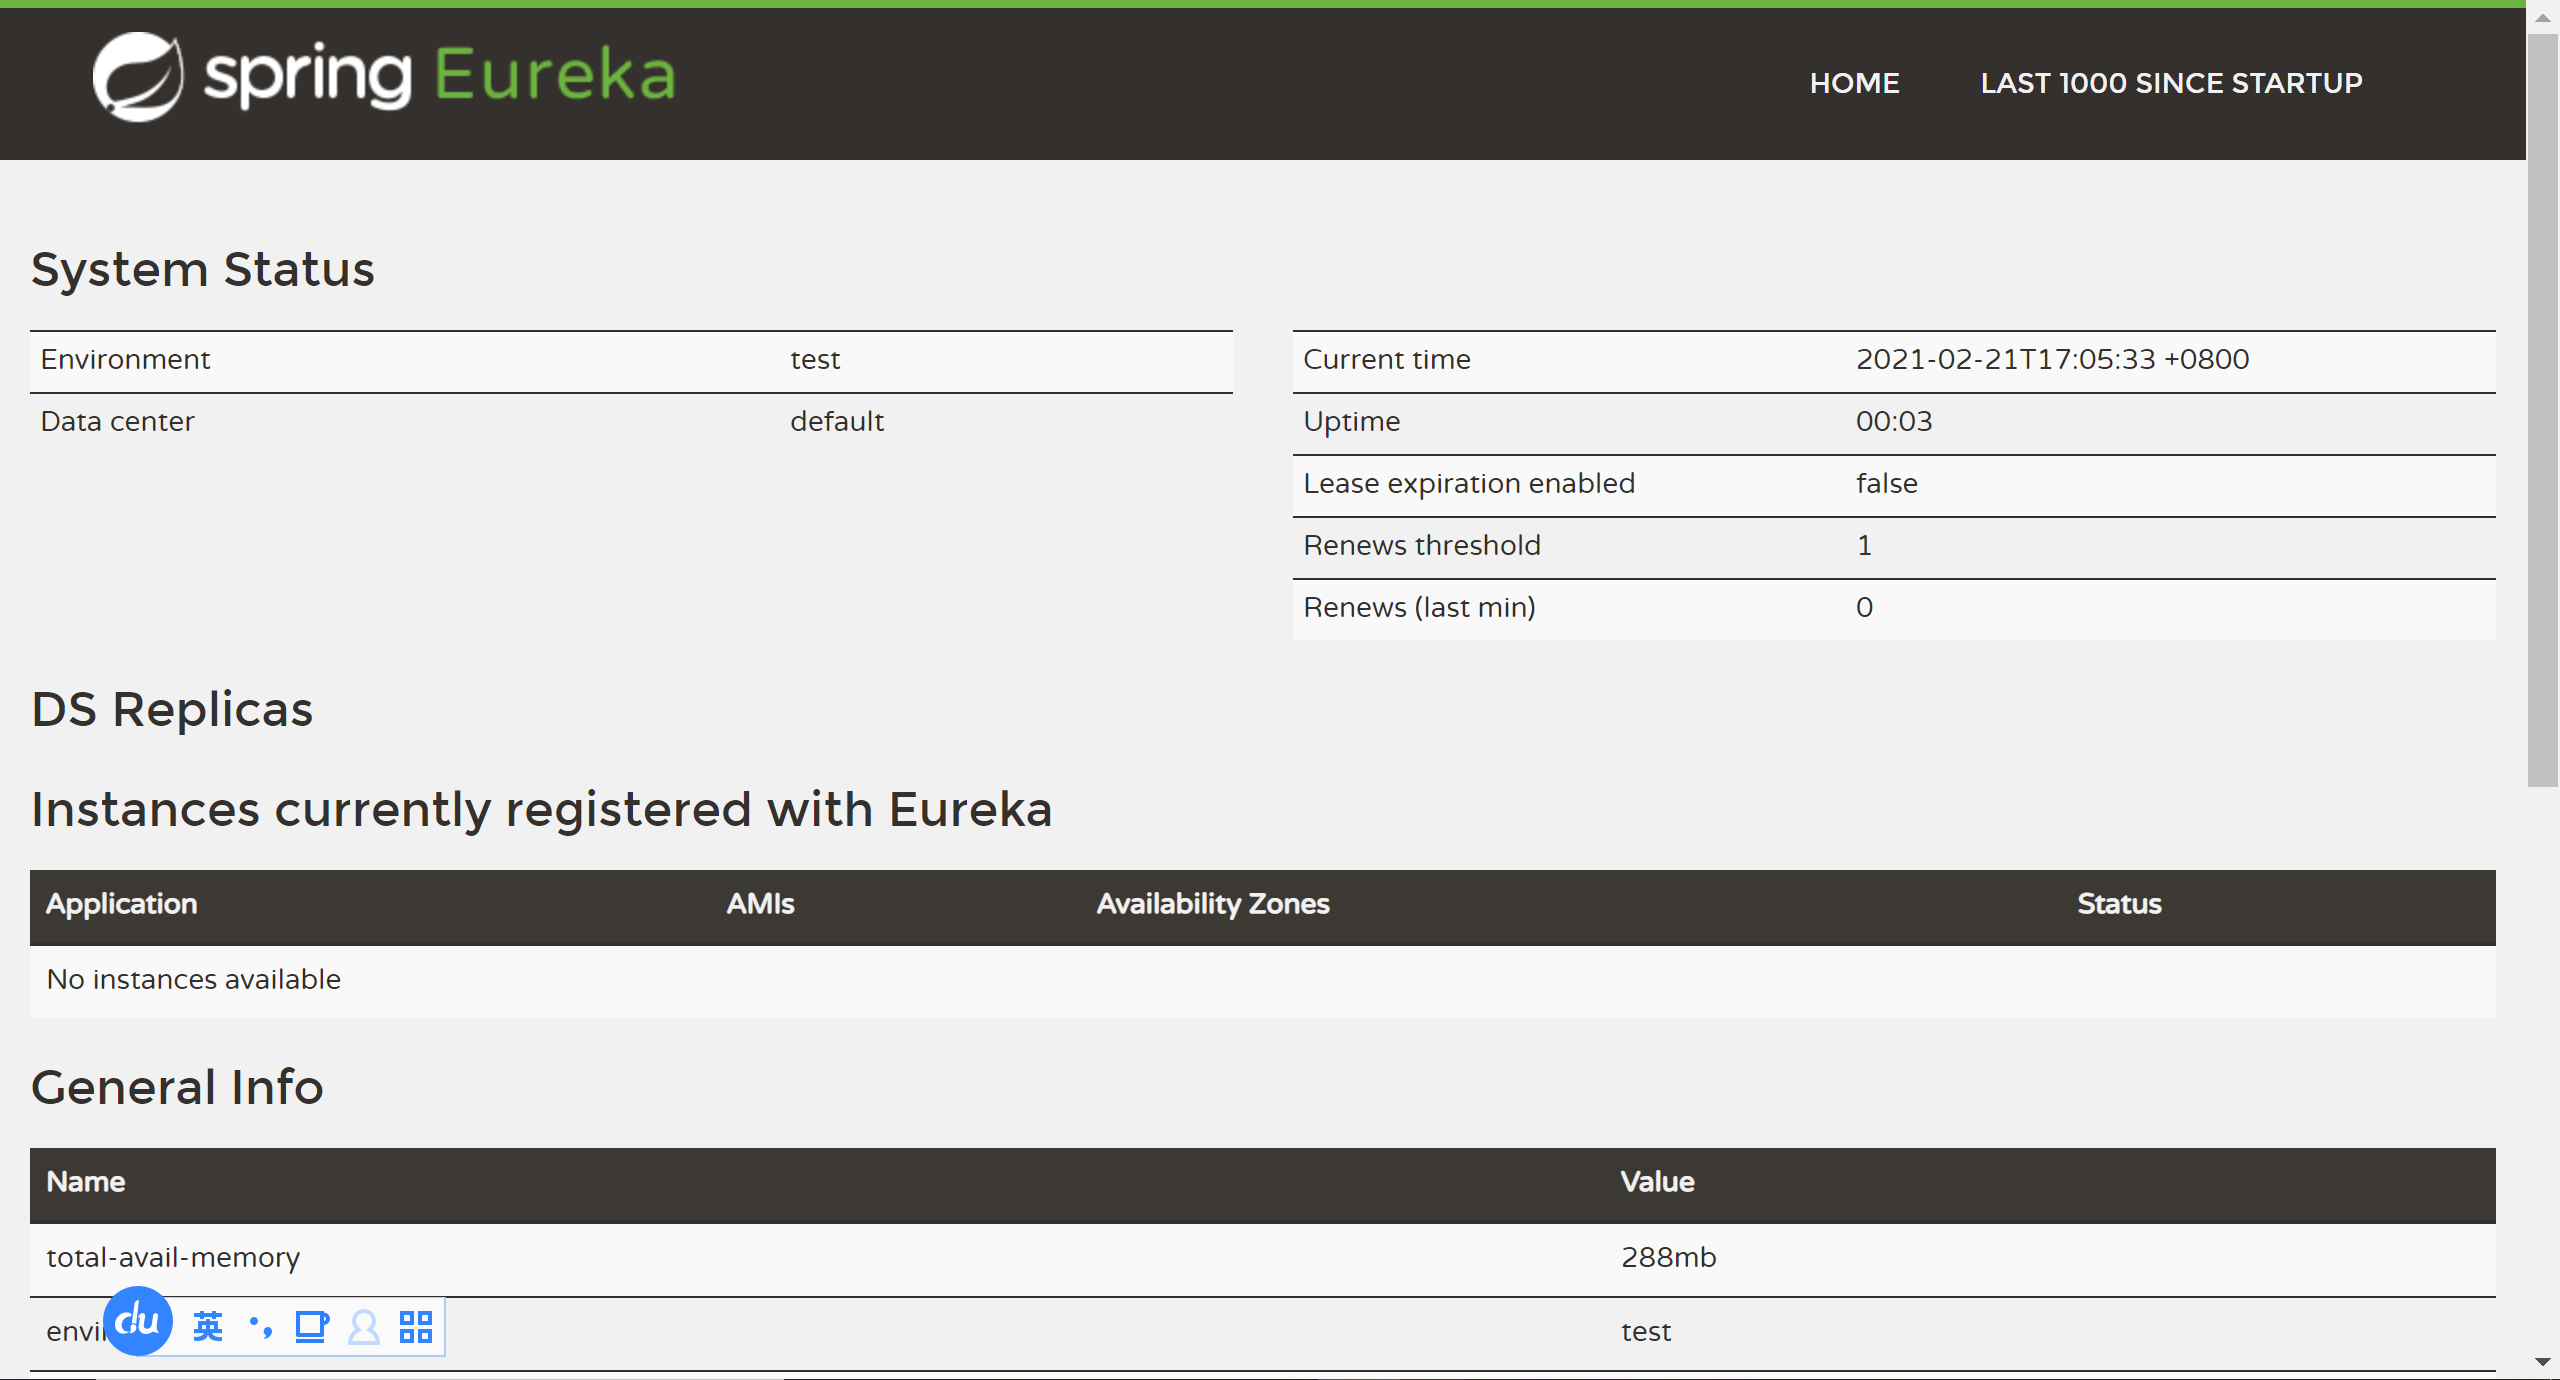 spring Eureka
HOME LAST 1000 SINCE STARTUP
System Status
Environment test
Data center default
Current time 2021-02-21T17:05:33 +0800
Uptime 00:03
Lease expiration enabled false
Renews threshold 1
Renews (last min) 0
DS Replicas
Instances currently registered with Eureka
Application AMIs Availability Zones Status
No instances available
General Info
Name Value
total-avail-memory 288mb
test
du 英